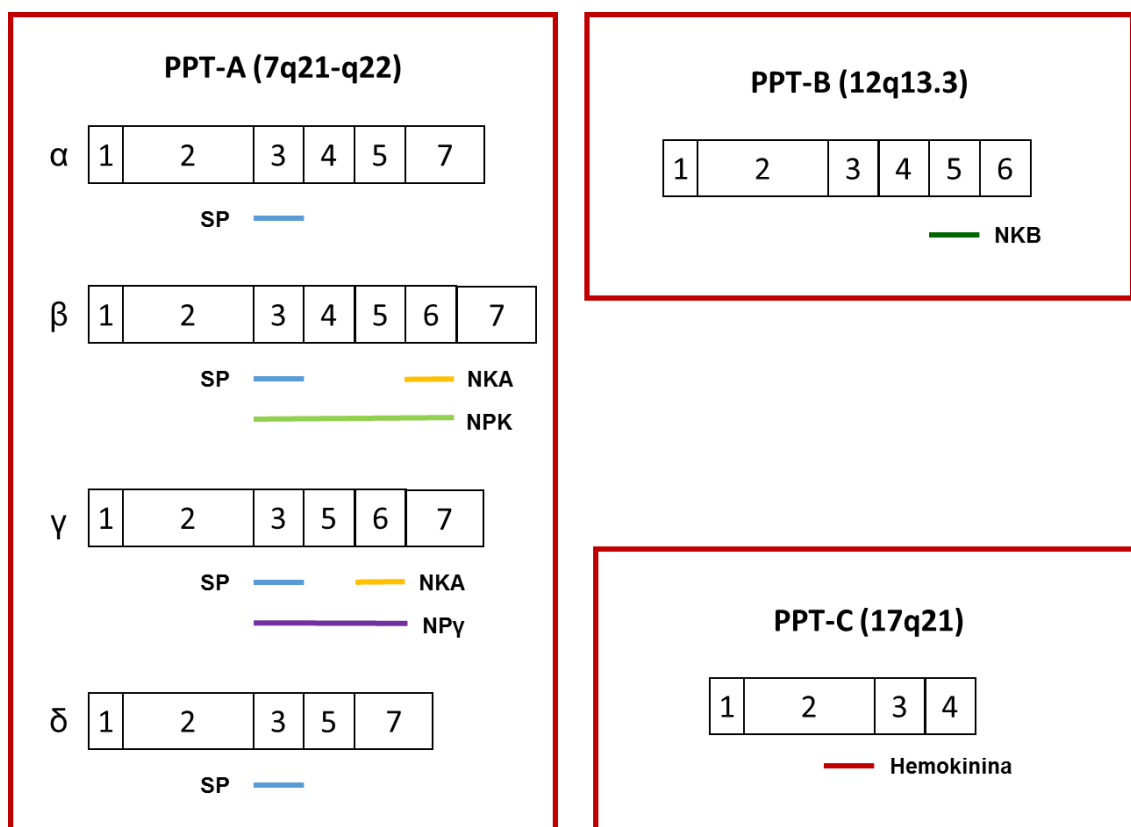 PPT-A (7q21-q22)
α 1 2 3 4 5 7
SP
β 1 2 3 4 5 6 7
SP NKA
NPK
γ 1 2 3 5 6 7
SP NKA
NPγ
δ 1 2 3 5 7
SP
PPT-B (12q13.3)
1 2 3 4 5 6
NKB
PPT-C (17q21)
1 2 3 4
Hemokinina